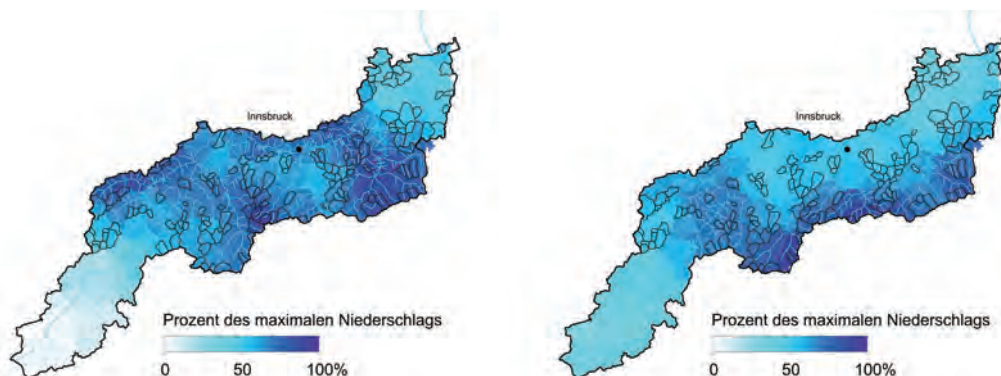 Innsbruck
Prozent des maximalen Niederschlags
0 50 100%
Innsbruck
Prozent des maximalen Niederschlags
0 50 100%